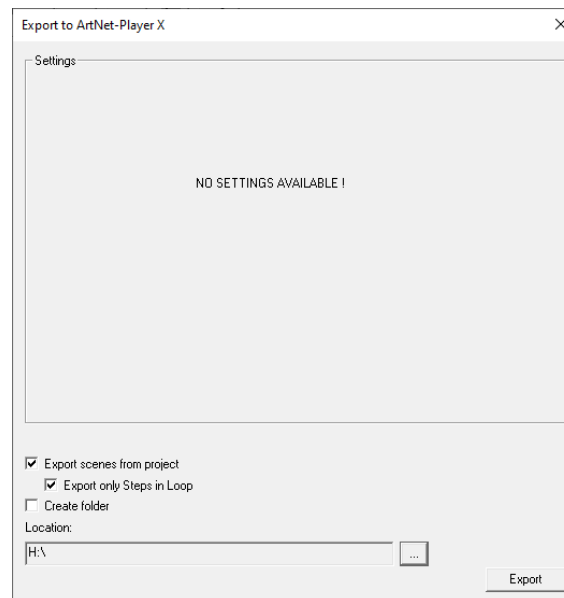 Export to ArtNet-Player X
Settings
NO SETTINGS AVAILABLE !
Export scenes from project
Export only Steps in Loop
Create folder
Location:
H:\
...
Export